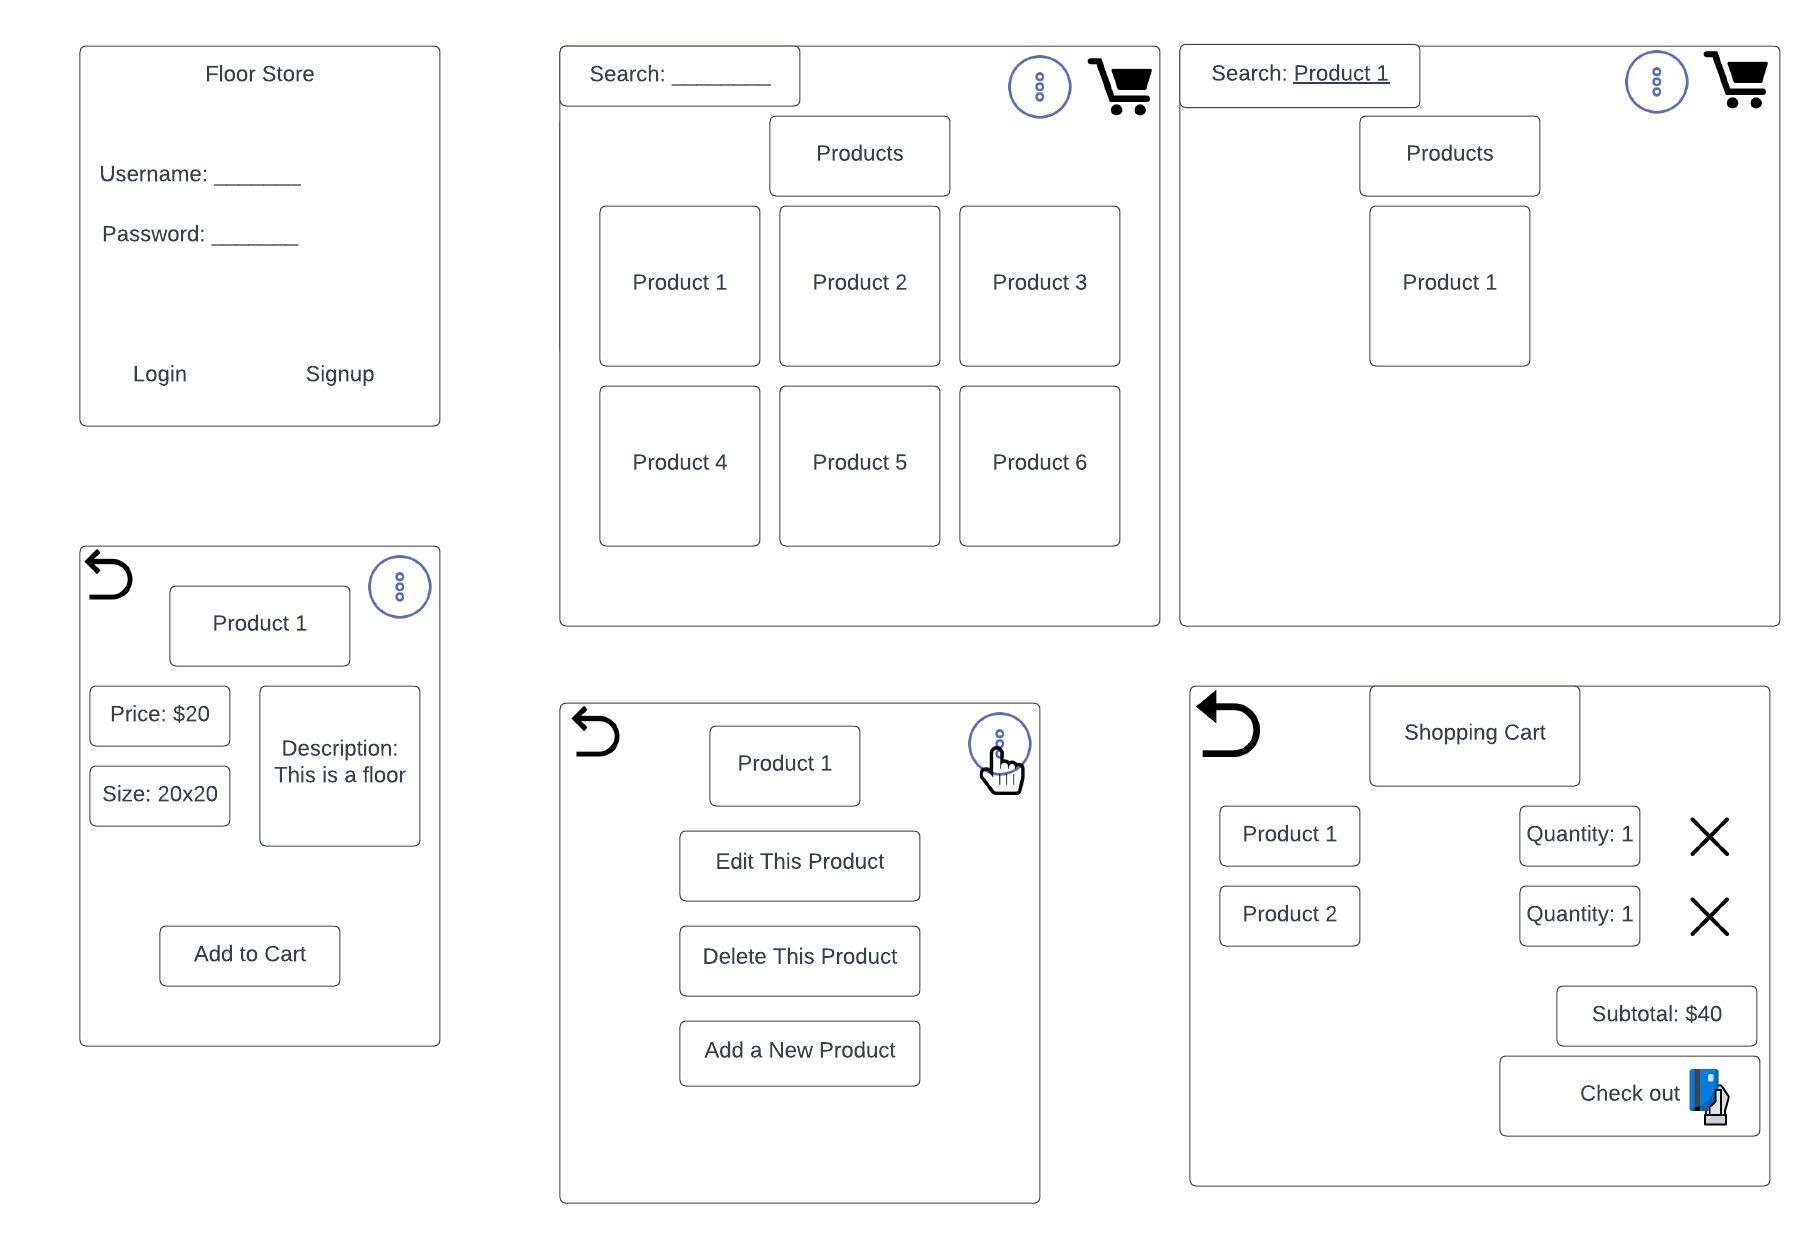 Floor Store
Username: _______
Password: _______
Login
Signup
Search: ________
Products
Product 1
Product 2
Product 3
Product 4
Product 5
Product 6
Search: Product 1
Products
Product 1
Product 1
Price: $20
Size: 20x20
Description:
This is a floor
Add to Cart
Product 1
Edit This Product
Delete This Product
Add a New Product
Shopping Cart
Product 1
Quantity: 1
Product 2
Quantity: 1
Subtotal: $40
Check out